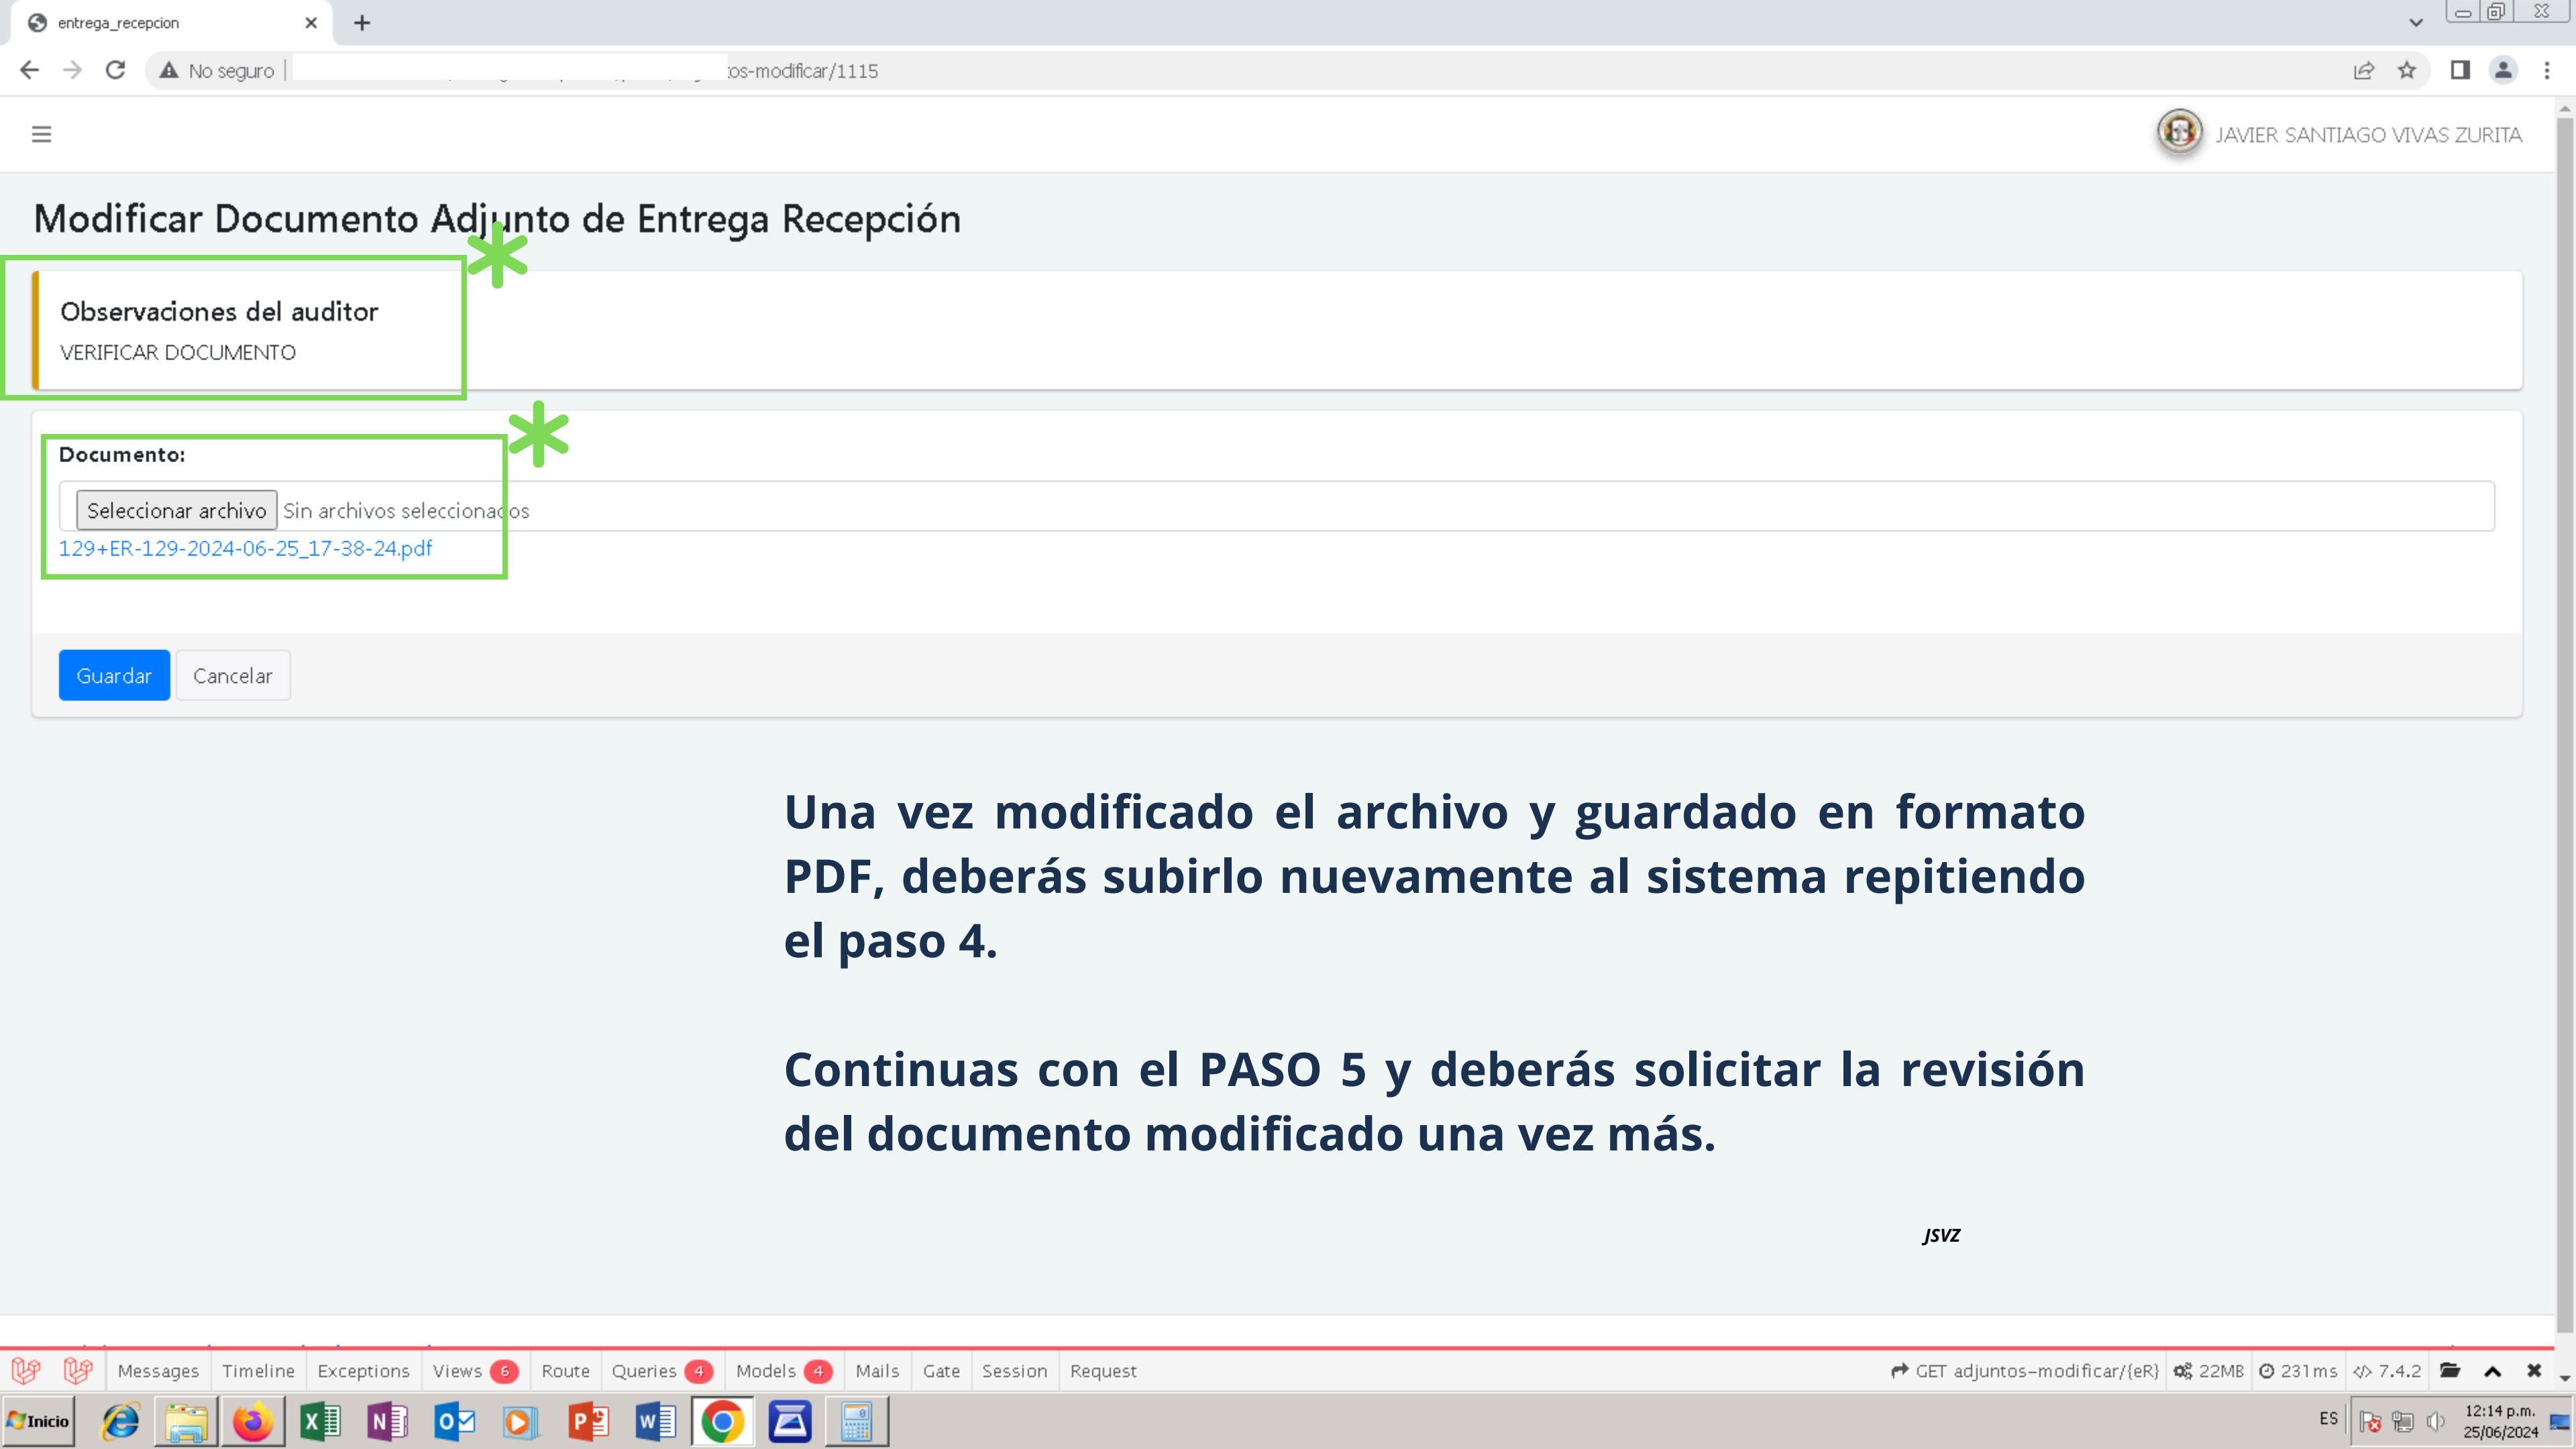 entrega_recepcion
No seguro
os-modificar/1115
JAVIER SANTIAGO VIVAS ZURITA
Modificar Documento Adjunto de Entrega Recepción
Observaciones del auditor
VERIFICAR DOCUMENTO
Documento:
Seleccionar archivo Sin archivos seleccionados
129+ER-129-2024-06-25_17-38-24.pdf
Guardar Cancelar
Una vez modificado el archivo y guardado en formato
PDF, deberás subirlo nuevamente al sistema repitiendo
el paso 4.
Continuas con el PASO 5 y deberás solicitar la revisión
del documento modificado una vez más.
JSVZ
Messages Timeline Exceptions Views 6 Route Queries 4 Models 4 Mails Gate Session Request GET adjuntos-modificar/{eR} 22MB 231ms 7.4.2
Inicio ES 12:14 p.m.
25/06/2024